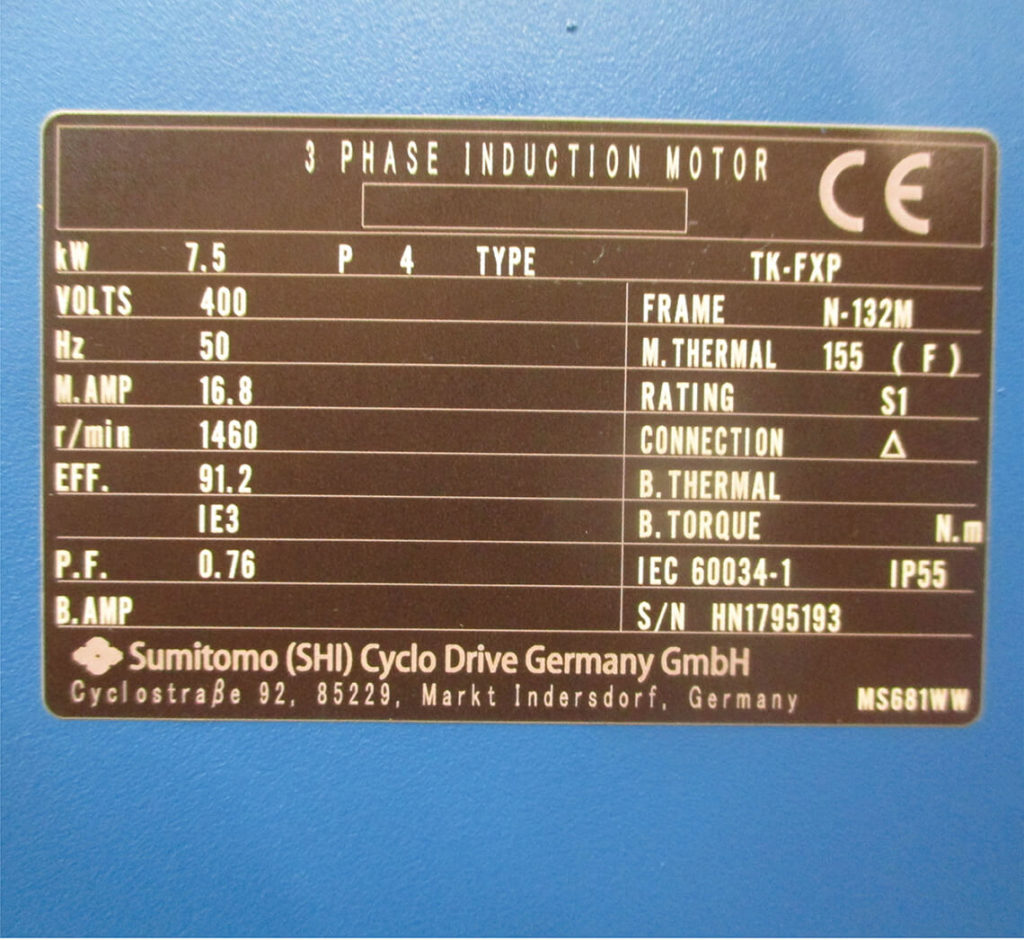 3 PHASE INDUCTION MOTOR CE
kW 7.5 P 4 TYPE TK-FXP
VOLTS 400 FRAME N-132M
Hz 50 M.THERMAL 155 ( F )
M.AMP 16.8 RATING S1
r/min 1460 CONNECTION △
EFF. 91.2 B.THERMAL
IE3 B.TORQUE N.m
P.F. 0.76 IEC 60034-1 IP55
B.AMP S/N HN1795193
Sumitomo (SHI) Cyclo Drive Germany GmbH
Cyclostraße 92, 85229, Markt Indersdorf, Germany MS681WW